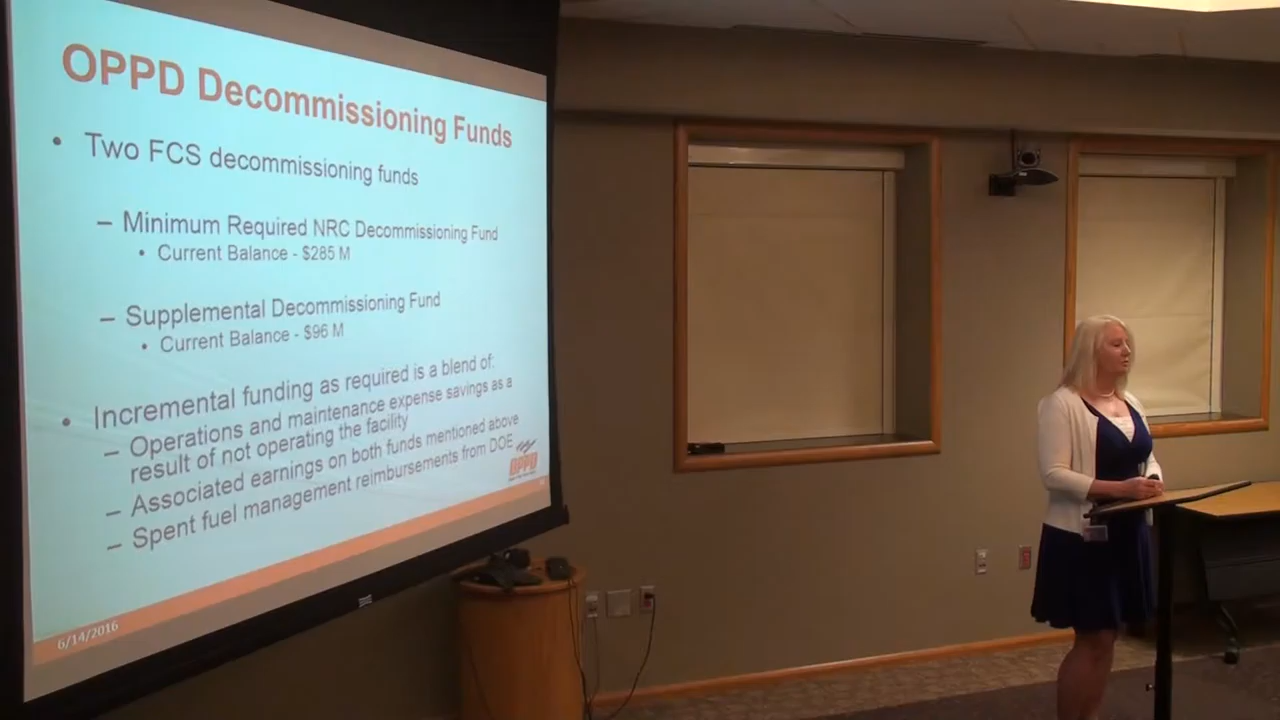 OPPD Decommissioning Funds
• Two FCS decommissioning funds
– Minimum Required NRC Decommissioning Fund
• Current Balance - $285 M
– Supplemental Decommissioning Fund
• Current Balance - $96 M
• Incremental funding as required is a blend of:
– Operations and maintenance expense savings as a
result of not operating the facility
– Associated earnings on both funds mentioned above
– Spent fuel management reimbursements from DOE
OPPD
6/14/2016